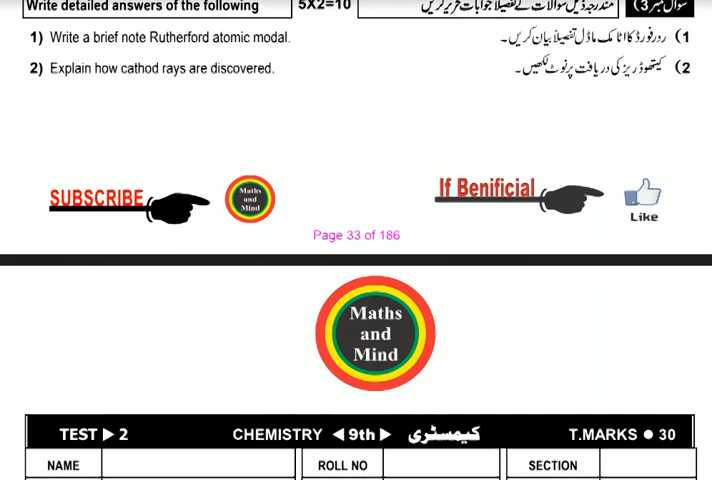 Write detailed answers of the following 5X2=10 مندرجہ ذیل سوالات کے تفصیلاً جوابات تحریر کریں سوال نمبر 3)
1) Write a brief note Rutherford atomic modal. 1) ردرفورڈ کا اٹامک ماڈل تفصیلاً بیان کریں۔
2) Explain how cathod rays are discovered. 2) کیتھوڈ ریز کی دریافت پر نوٹ لکھیں۔
SUBSCRIBE
Maths
and
Mind
If Benificial
Like
Page 33 of 186
Maths
and
Mind
TEST ▶ 2 CHEMISTRY ◀ 9th ▶ کیمسٹری T.MARKS ● 30
NAME ROLL NO SECTION